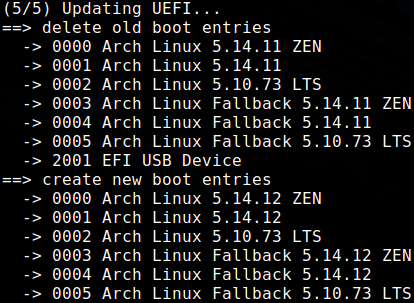 (5/5) Updating UEFI...
==> delete old boot entries
  -> 0000 Arch Linux 5.14.11 ZEN
  -> 0001 Arch Linux 5.14.11
  -> 0002 Arch Linux 5.10.73 LTS
  -> 0003 Arch Linux Fallback 5.14.11 ZEN
  -> 0004 Arch Linux Fallback 5.14.11
  -> 0005 Arch Linux Fallback 5.10.73 LTS
  -> 2001 EFI USB Device
==> create new boot entries
  -> 0000 Arch Linux 5.14.12 ZEN
  -> 0001 Arch Linux 5.14.12
  -> 0002 Arch Linux 5.10.73 LTS
  -> 0003 Arch Linux Fallback 5.14.12 ZEN
  -> 0004 Arch Linux Fallback 5.14.12
  -> 0005 Arch Linux Fallback 5.10.73 LTS